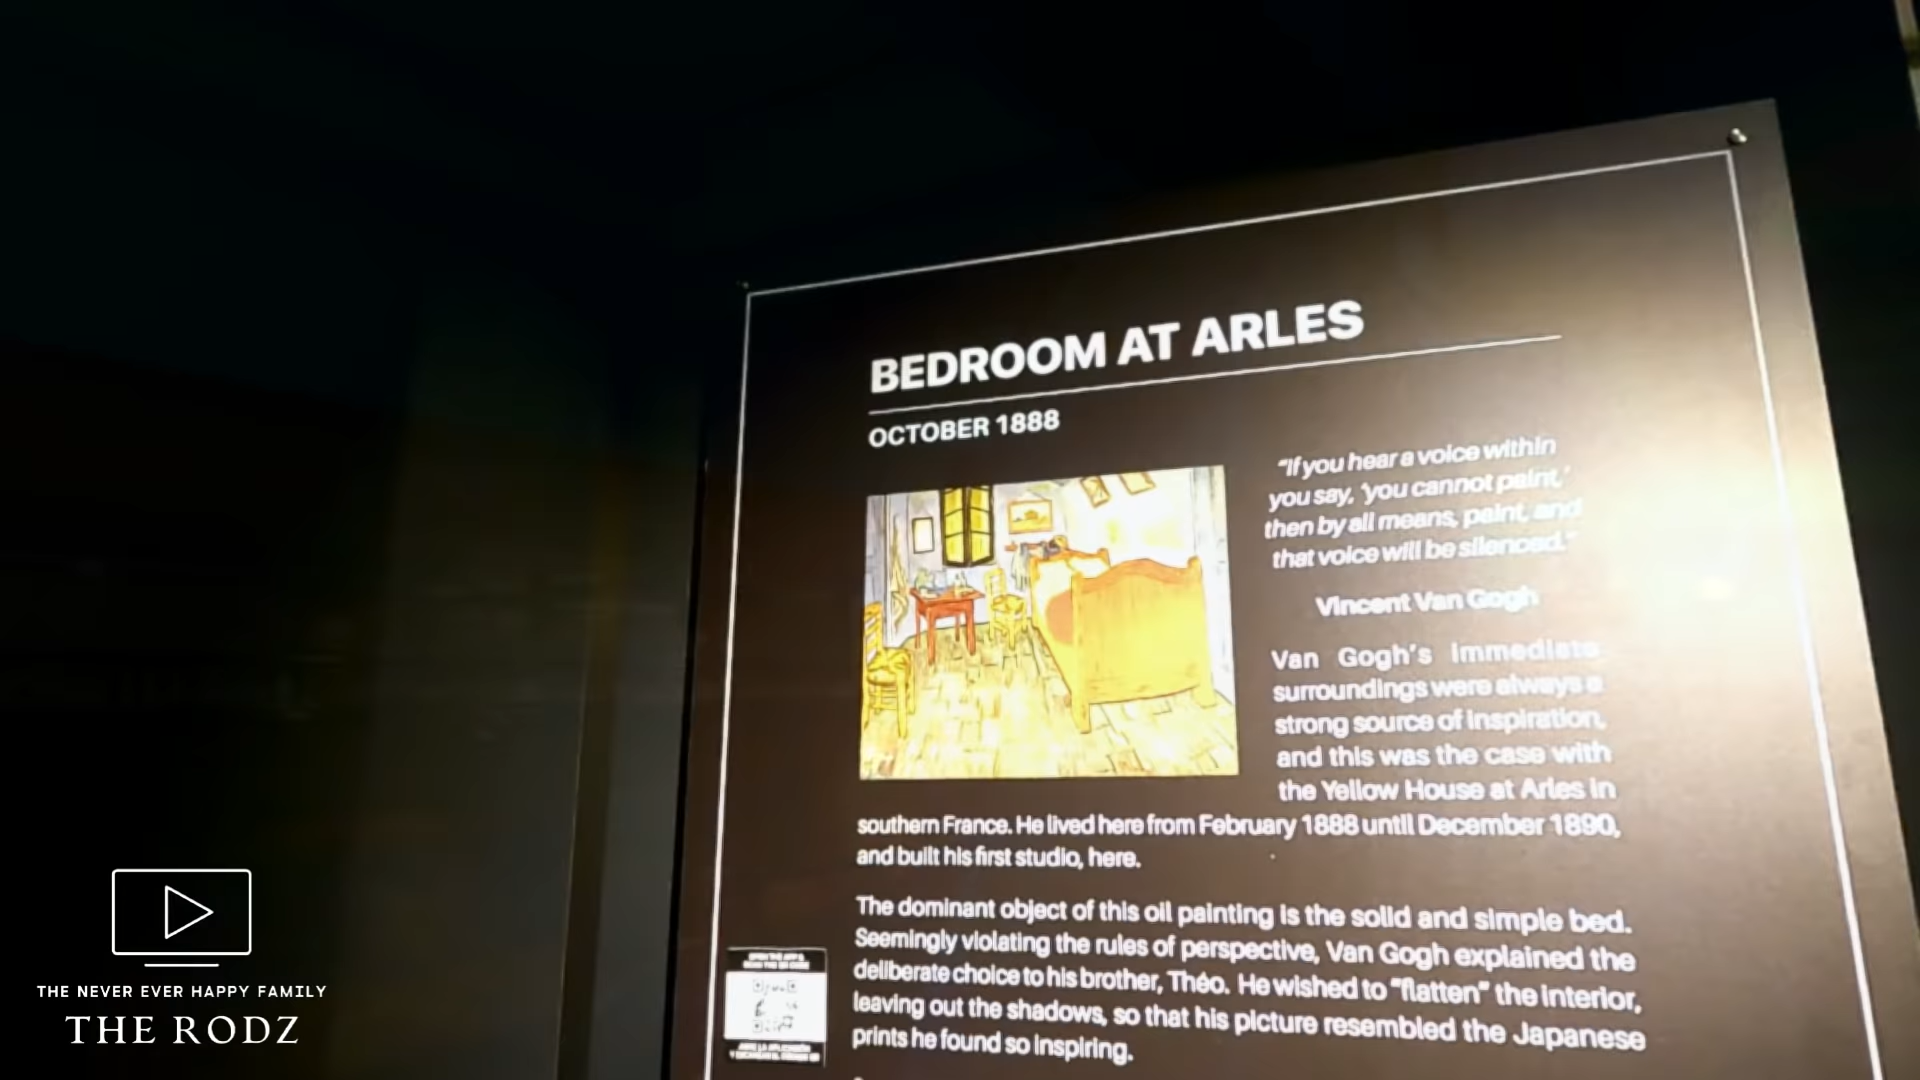 BEDROOM AT ARLES
OCTOBER 1888
"If you hear a voice within
you say, 'you cannot paint,'
then by all means, paint, and
that voice will be silenced."
Vincent Van Gogh
Van Gogh's immediate
surroundings were always a
strong source of inspiration,
and this was the case with
the Yellow House at Arles in
southern France. He lived here from February 1888 until December 1890,
and built his first studio, here.
The dominant object of this oil painting is the solid and simple bed.
Seemingly violating the rules of perspective, Van Gogh explained the
deliberate choice to his brother, Théo. He wished to "flatten" the interior,
leaving out the shadows, so that his picture resembled the Japanese
prints he found so inspiring.
THE NEVER EVER HAPPY FAMILY
THE RODZ